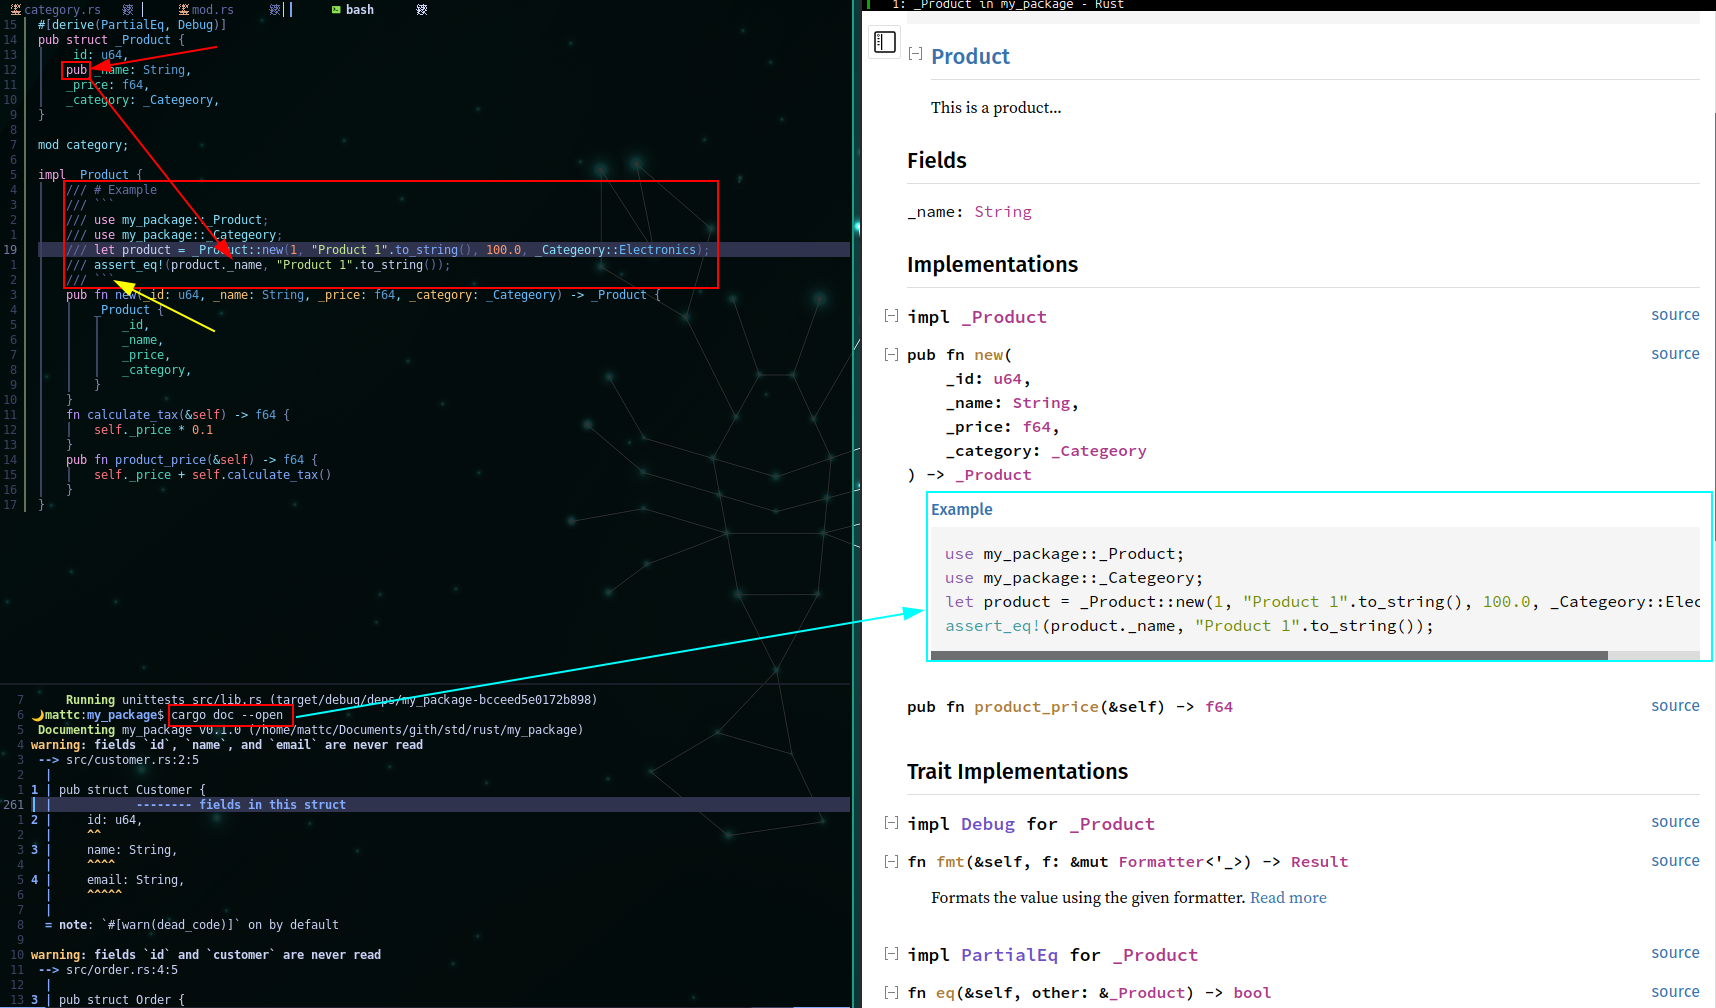 category.rs mod.rs bash
15 #[derive(PartialEq, Debug)]
14 pub struct _Product {
13 _id: u64,
12 pub _name: String,
11 _price: f64,
10 _category: _Categeory,
9 }
8
7 mod category;
6
5 impl _Product {
4 /// # Example
3 /// ```
2 /// use my_package::_Product;
1 /// use my_package::_Categeory;
19 /// let product = _Product::new(1, "Product 1".to_string(), 100.0, _Categeory::Electronics);
1 /// assert_eq!(product._name, "Product 1".to_string());
2 /// ```
3 pub fn new(_id: u64, _name: String, _price: f64, _category: _Categeory) -> _Product {
4 _Product {
5 _id,
6 _name,
7 _price,
8 _category,
9 }
10 }
11 fn calculate_tax(&self) -> f64 {
12 self._price * 0.1
13 }
14 pub fn product_price(&self) -> f64 {
15 self._price + self.calculate_tax()
16 }
17 }
7 Running unittests src/lib.rs (target/debug/deps/my_package-bcceed5e0172b898)
6 🌙mattc:my_package$ cargo doc --open
5 Documenting my_package v0.1.0 (/home/mattc/Documents/gith/std/rust/my_package)
4 warning: fields `id`, `name`, and `email` are never read
3 --> src/customer.rs:2:5
2 |
1 1 | pub struct Customer {
261 | -------- fields in this struct
1 2 | id: u64,
2 | ^^
3 3 | name: String,
4 | ^^^^
5 4 | email: String,
6 | ^^^^^
7 |
8 = note: `#[warn(dead_code)]` on by default
9
10 warning: fields `id` and `customer` are never read
11 --> src/order.rs:4:5
12 |
13 3 | pub struct Order {
1: _Product in my_package - Rust
[-] Product
This is a product...
Fields
_name: String
Implementations
[-] impl _Product source
[-] pub fn new( source
_id: u64,
_name: String,
_price: f64,
_category: _Categeory
) -> _Product
Example
use my_package::_Product;
use my_package::_Categeory;
let product = _Product::new(1, "Product 1".to_string(), 100.0, _Categeory::Elec
assert_eq!(product._name, "Product 1".to_string());
pub fn product_price(&self) -> f64 source
Trait Implementations
[-] impl Debug for _Product source
[-] fn fmt(&self, f: &mut Formatter<'_>) -> Result source
Formats the value using the given formatter. Read more
[-] impl PartialEq for _Product source
[-] fn eq(&self, other: &_Product) -> bool source